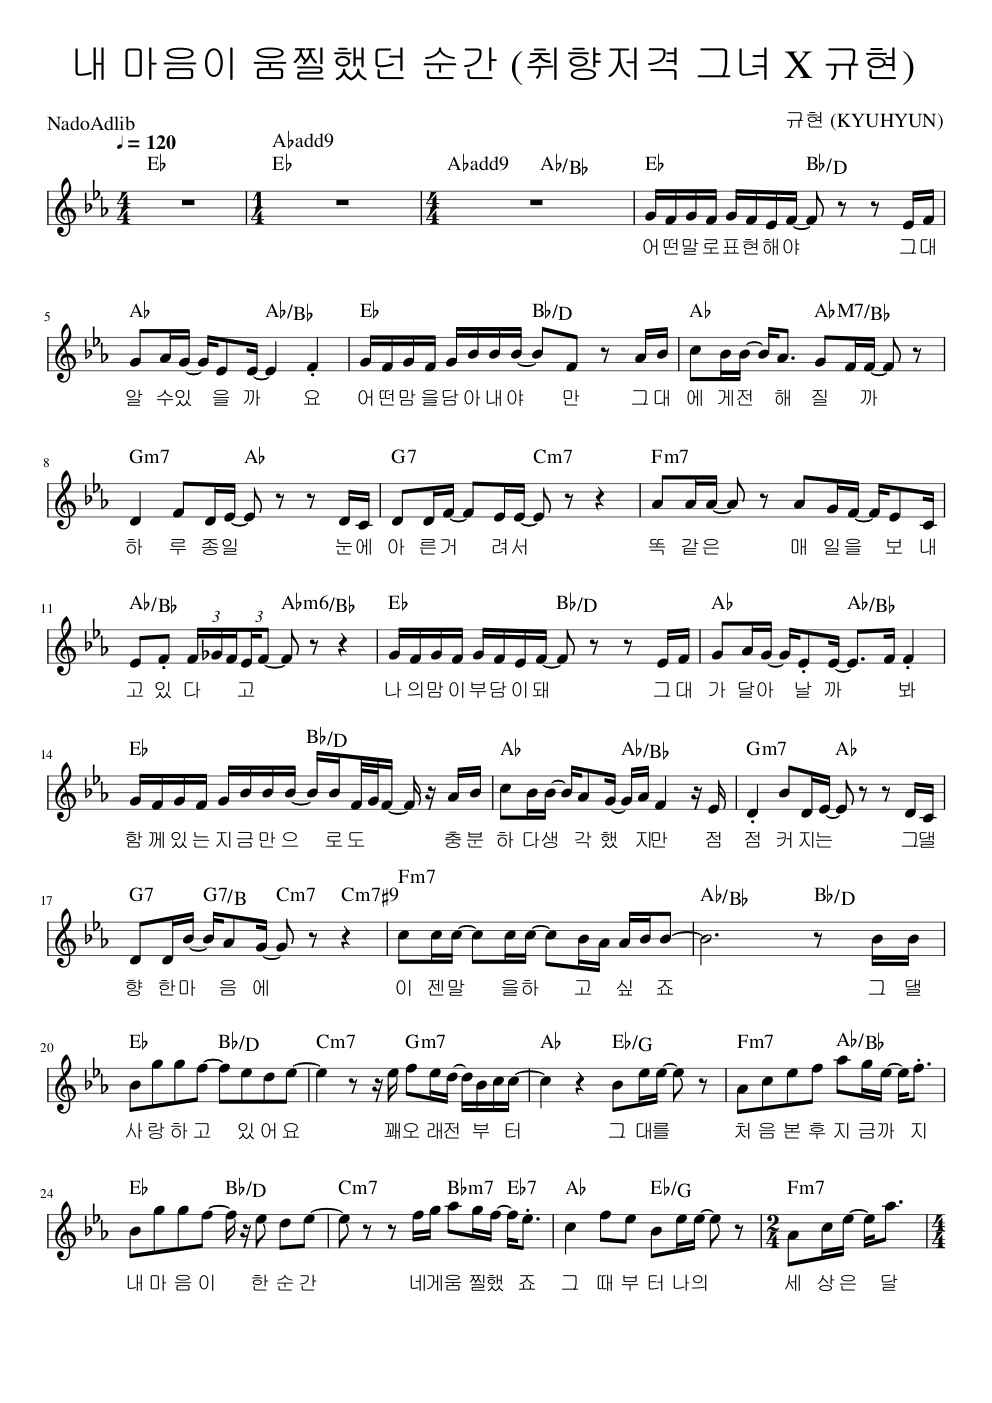 내 마음이 움찔했던 순간 (취향저격 그녀 X 규현)
규현 (KYUHYUN)
NadoAdlib
♩= 120
A♭add9
E♭ E♭ A♭add9 A♭/B♭ E♭ B♭/D
4/4 1/4 4/4
어떤말로표현해야 그대
5 A♭ A♭/B♭ E♭ B♭/D A♭ A♭M7/B♭
알 수있 을 까 요 어떤맘을담아내야 만 그대 에 게전 해 질 까
8 Gm7 A♭ G7 Cm7 Fm7
하 루 종일 눈에 아 른거 려서 똑 같은 매 일을 보 내
11 A♭/B♭ A♭m6/B♭ E♭ B♭/D A♭ A♭/B♭
3 3
고 있 다 고 나의맘이부담이돼 그대 가 달아 날 까 봐
14 E♭ B♭/D A♭ A♭/B♭ Gm7 A♭
함께있는지금만으 로도 충분 하 다생 각 했 지만 점 점 커 지는 그댈
17 G7 G7/B Cm7 Cm7♯9 Fm7 A♭/B♭ B♭/D
향 한마 음 에 이 젠말 을하 고 싶 죠 그 댈
20 E♭ B♭/D Cm7 Gm7 A♭ E♭/G Fm7 A♭/B♭
사랑하고 있어요 꽤오 래전 부 터 그 대를 처 음 본 후 지 금까 지
24 E♭ B♭/D Cm7 B♭m7 E♭7 A♭ E♭/G Fm7
2/4 4/4
내마음이 한순간 네게움 찔했 죠 그 때 부 터 나의 세 상은 달